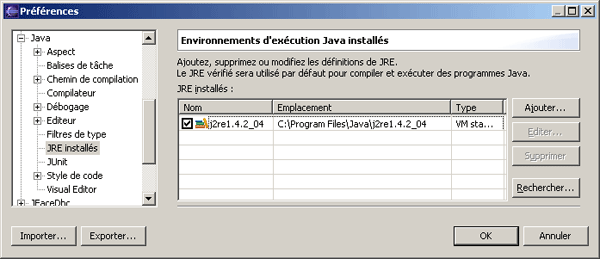 Préférences
Java
Aspect
Balises de tâche
Chemin de compilation
Compilateur
Débogage
Editeur
Filtres de type
JRE installés
JUnit
Style de code
Visual Editor
JFaceDbc
Environnements d'exécution Java installés
Ajoutez, supprimez ou modifiez les définitions de JRE.
Le JRE vérifié sera utilisé par défaut pour compiler et exécuter des programmes Java.
JRE installés :
Nom Emplacement Type
j2re1.4.2_04 C:\Program Files\Java\j2re1.4.2_04 VM sta...
Ajouter...
Editer...
Supprimer
Rechercher...
Importer... Exporter... OK Annuler